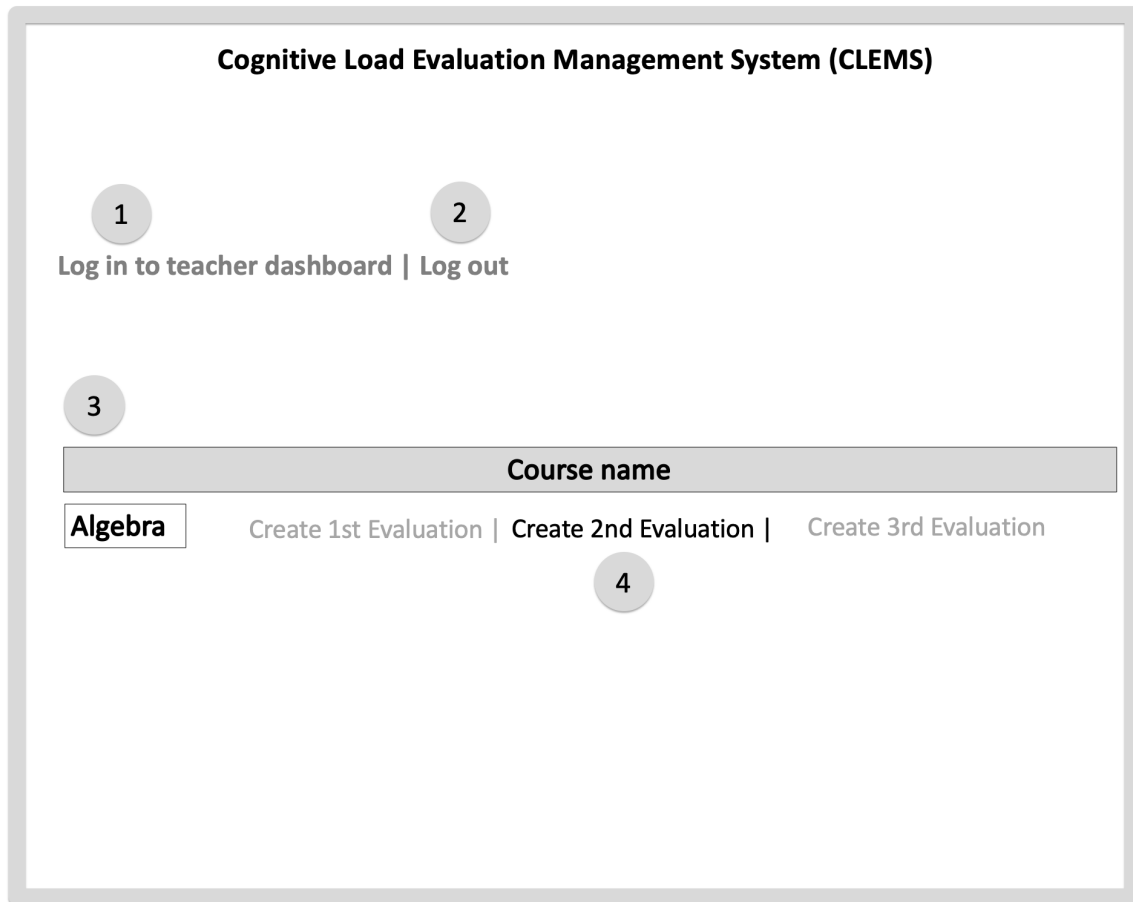 Cognitive Load Evaluation Management System (CLEMS)
1
2
Log in to teacher dashboard | Log out
3
Course name
Algebra
Create 1st Evaluation | Create 2nd Evaluation | Create 3rd Evaluation
4